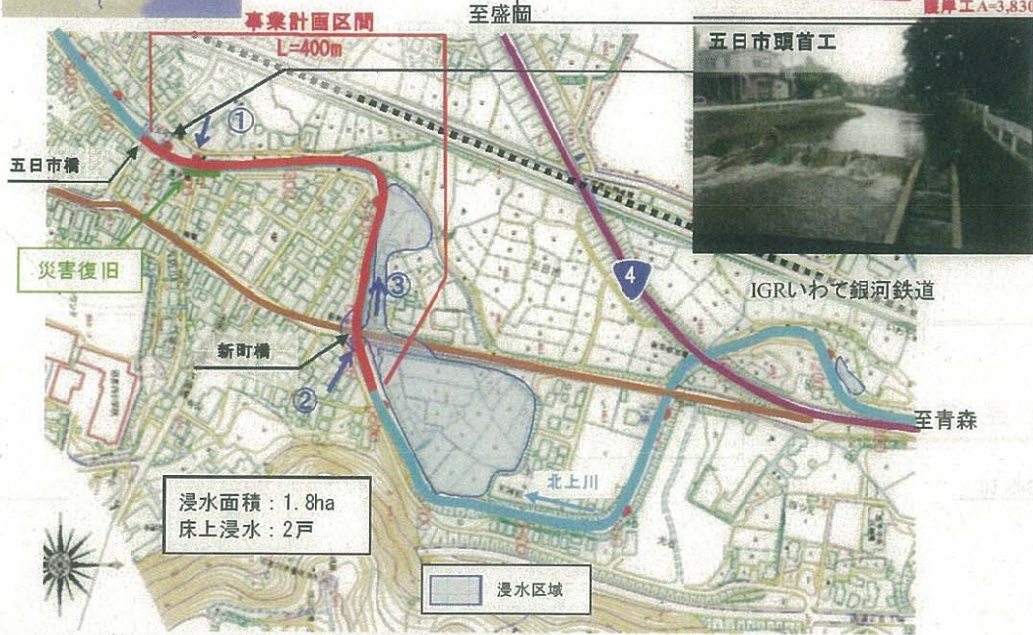 至盛岡
護岸工A=3,830
事業計画区間
L=400m
五日市頭首工
①
五日市橋
災害復旧
4
③
IGRいわて銀河鉄道
新町橋
②
至青森
北上川
浸水面積：1.8ha
床上浸水：2戸
浸水区域